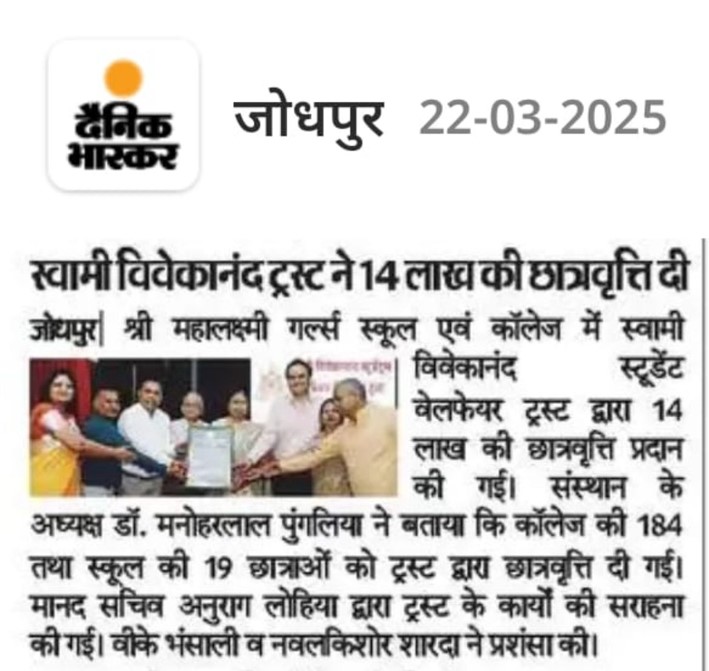 दैनिक
भास्कर
जोधपुर 22-03-2025
स्वामी विवेकानंद ट्रस्ट ने 14 लाख की छात्रवृत्ति दी
जोधपुर| श्री महालक्ष्मी गर्ल्स स्कूल एवं कॉलेज में स्वामी
विवेकानंद स्टूडेंट
वेलफेयर ट्रस्ट द्वारा 14
लाख की छात्रवृत्ति प्रदान
की गई। संस्थान के
अध्यक्ष डॉ. मनोहरलाल पुंगलिया ने बताया कि कॉलेज की 184
तथा स्कूल की 19 छात्राओं को ट्रस्ट द्वारा छात्रवृत्ति दी गई।
मानद सचिव अनुराग लोहिया द्वारा ट्रस्ट के कार्यों की सराहना
की गई। वीके भंसाली व नवलकिशोर शारदा ने प्रशंसा की।